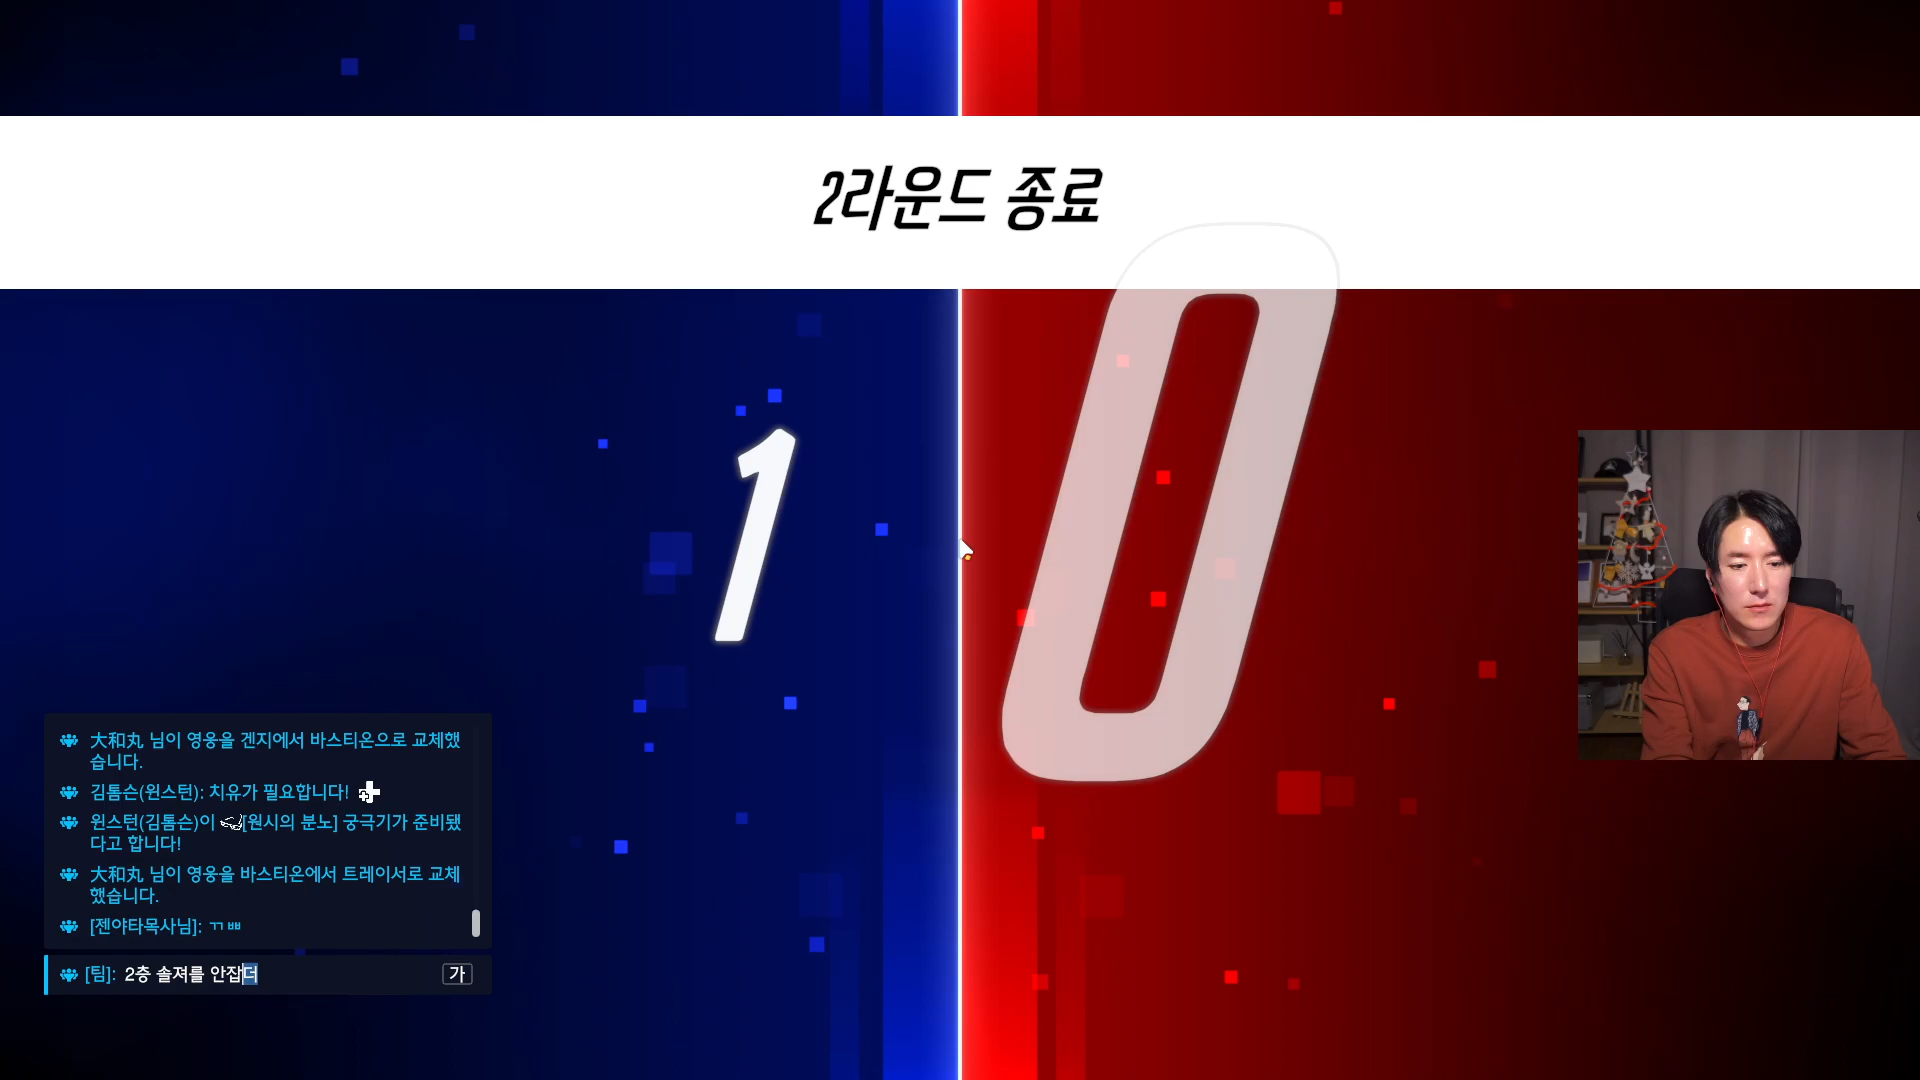 2라운드 종료
1
0
大和丸 님이 영웅을 겐지에서 바스티온으로 교체했
습니다.
김톰슨(윈스턴): 치유가 필요합니다!
윈스턴(김톰슨)이 [원시의 분노] 궁극기가 준비됐
다고 합니다!
大和丸 님이 영웅을 바스티온에서 트레이서로 교체
했습니다.
[젠야타목사님]: ㄲㅃ
[팀]: 2층 솔져를 안잡더
가